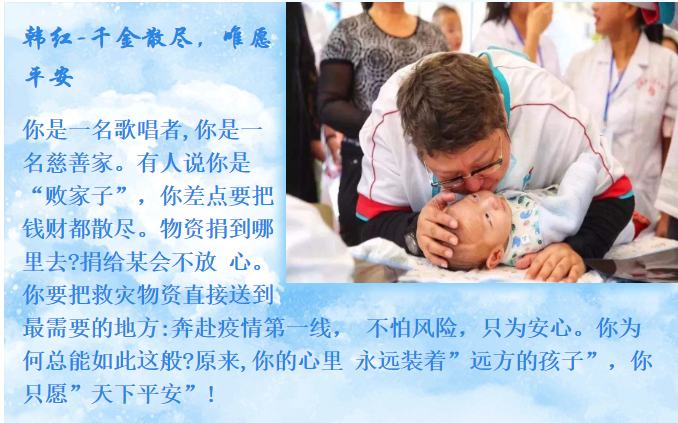 韩红-千金散尽，唯愿
平安
你是一名歌唱者,你是一
名慈善家。有人说你是
“败家子”，你差点要把
钱财都散尽。物资捐到哪
里去?捐给某会不放 心。
你要把救灾物资直接送到
最需要的地方:奔赴疫情第一线， 不怕风险，只为安心。你为
何总能如此这般?原来,你的心里 永远装着”远方的孩子”，你
只愿”天下平安”!